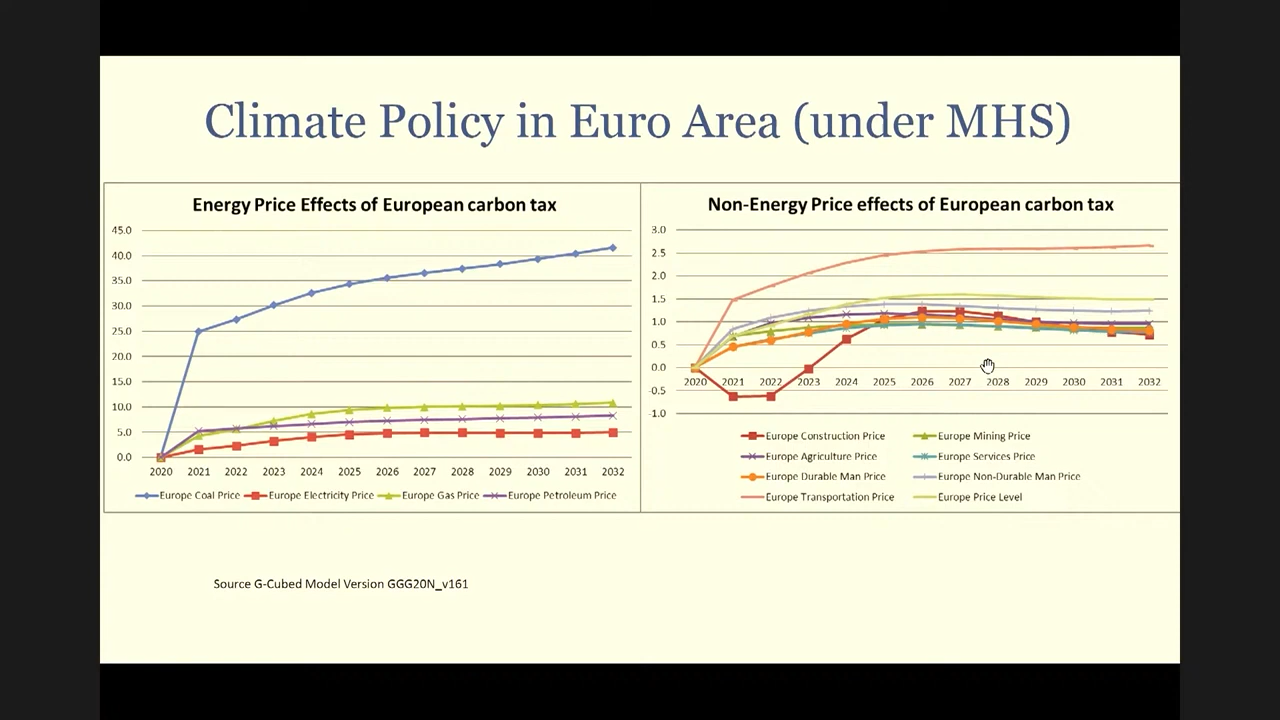 Climate Policy in Euro Area (under MHS)
Energy Price Effects of European carbon tax
45.0
40.0
35.0
30.0
25.0
20.0
15.0
10.0
5.0
0.0
2020 2021 2022 2023 2024 2025 2026 2027 2028 2029 2030 2031 2032
Europe Coal Price Europe Electricity Price Europe Gas Price Europe Petroleum Price
Non-Energy Price effects of European carbon tax
3.0
2.5
2.0
1.5
1.0
0.5
0.0
-0.5
-1.0
2020 2021 2022 2023 2024 2025 2026 2027 2028 2029 2030 2031 2032
Europe Construction Price Europe Mining Price
Europe Agriculture Price Europe Services Price
Europe Durable Man Price Europe Non-Durable Man Price
Europe Transportation Price Europe Price Level
Source G-Cubed Model Version GGG20N_v161